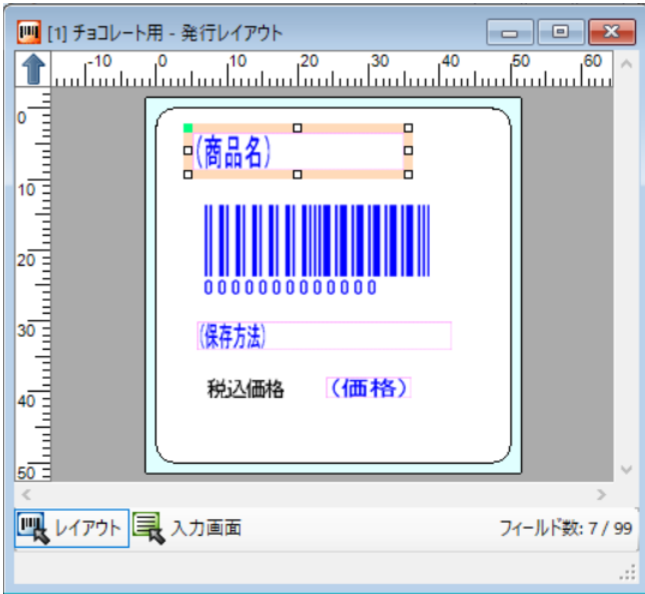 [1] チョコレート用 - 発行レイアウト
-10 0 10 20 30 40 50 60
0
10
20
30
40
50
(商品名)
0000000000000
(保存方法)
税込価格 (価格)
レイアウト 入力画面 フィールド数: 7 / 99